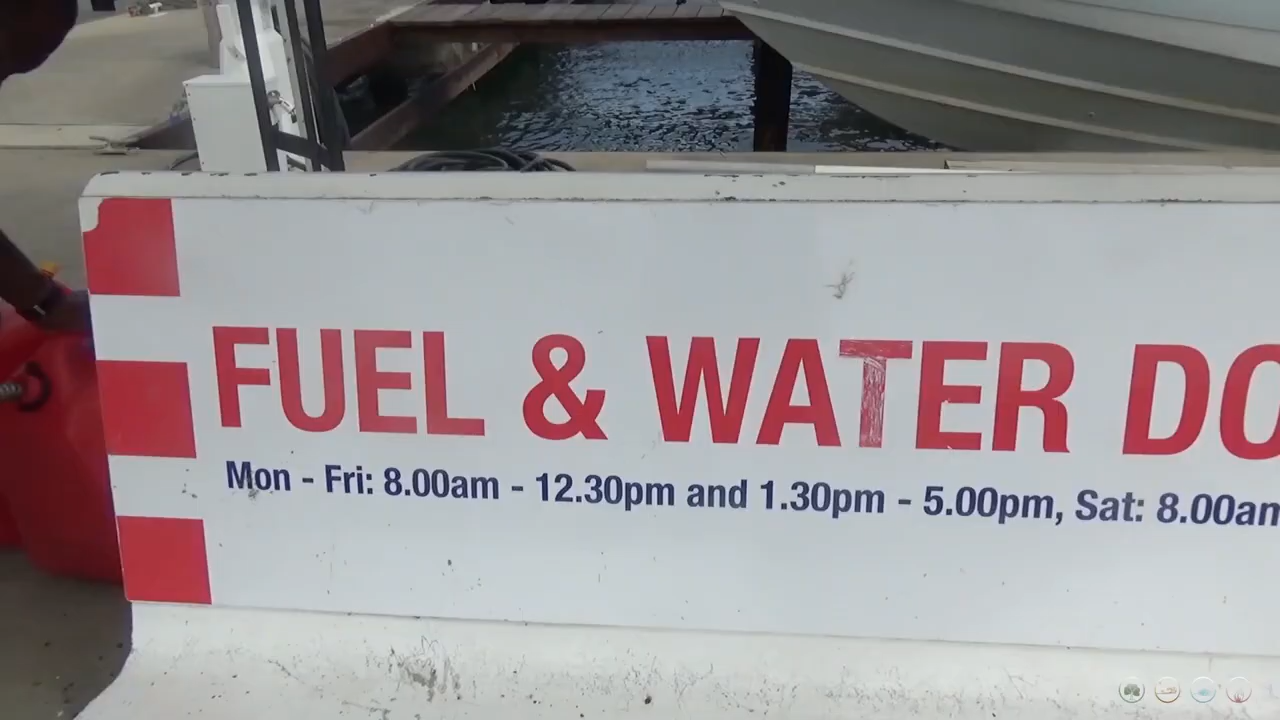 FUEL & WATER DO
Mon - Fri: 8.00am - 12.30pm and 1.30pm - 5.00pm, Sat: 8.00am